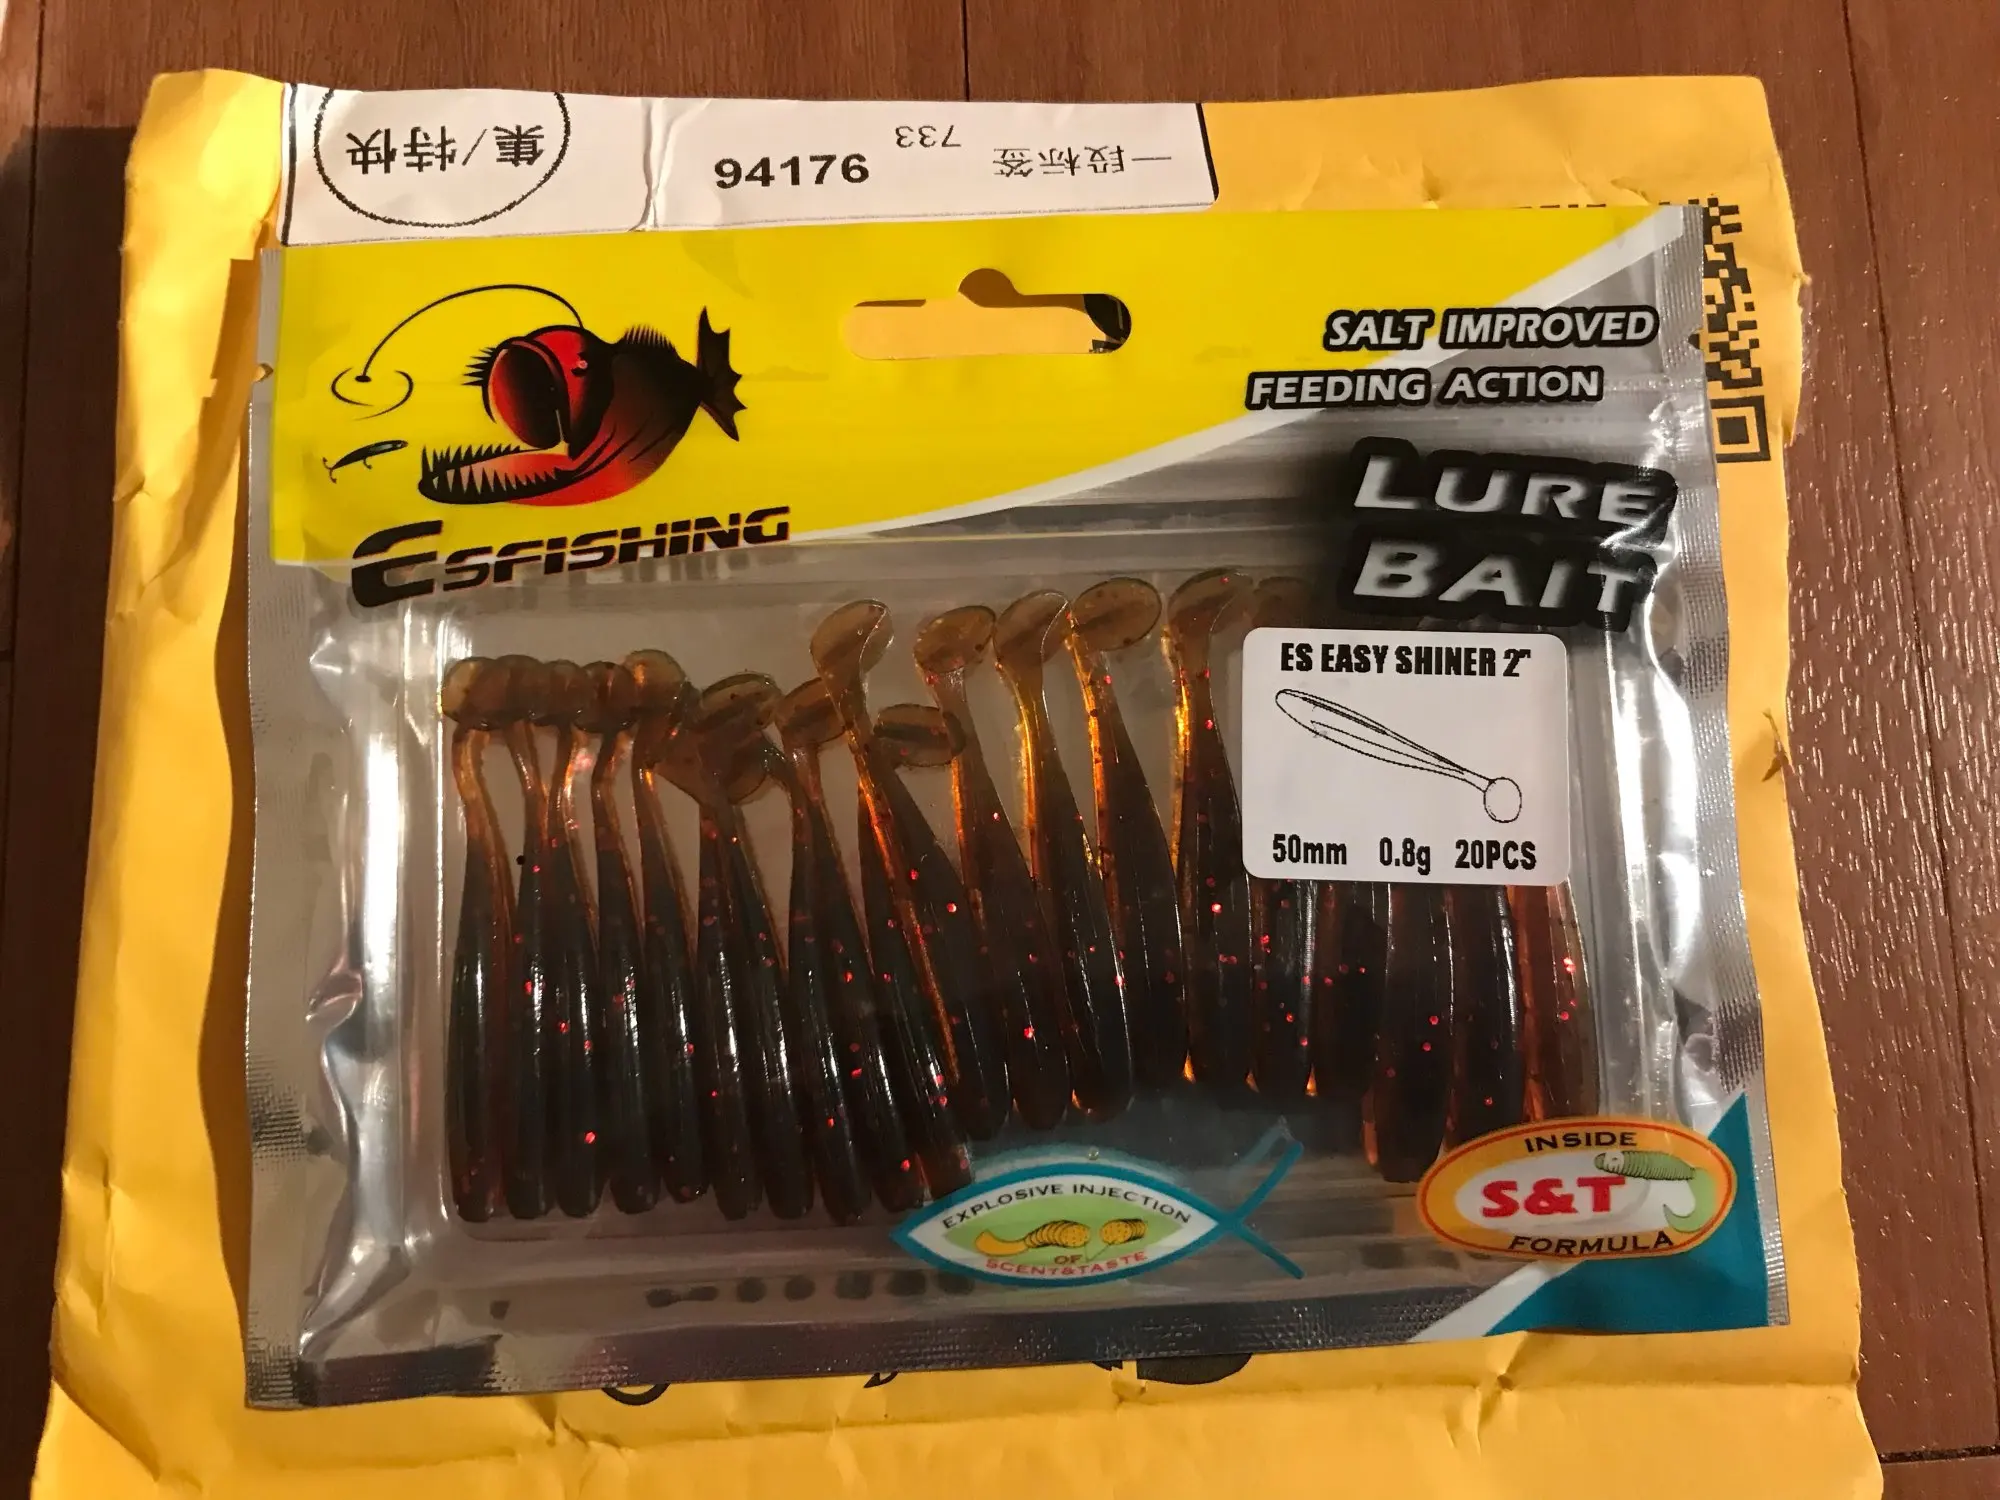 集/特快
94176
733
一段标签
SALT IMPROVED
FEEDING ACTION
LURE
BAIT
ESFISHING
ES EASY SHINER 2"
50mm 0.8g 20PCS
EXPLOSIVE INJECTION
OF
SCENT&TASTE
INSIDE
S&T
FORMULA